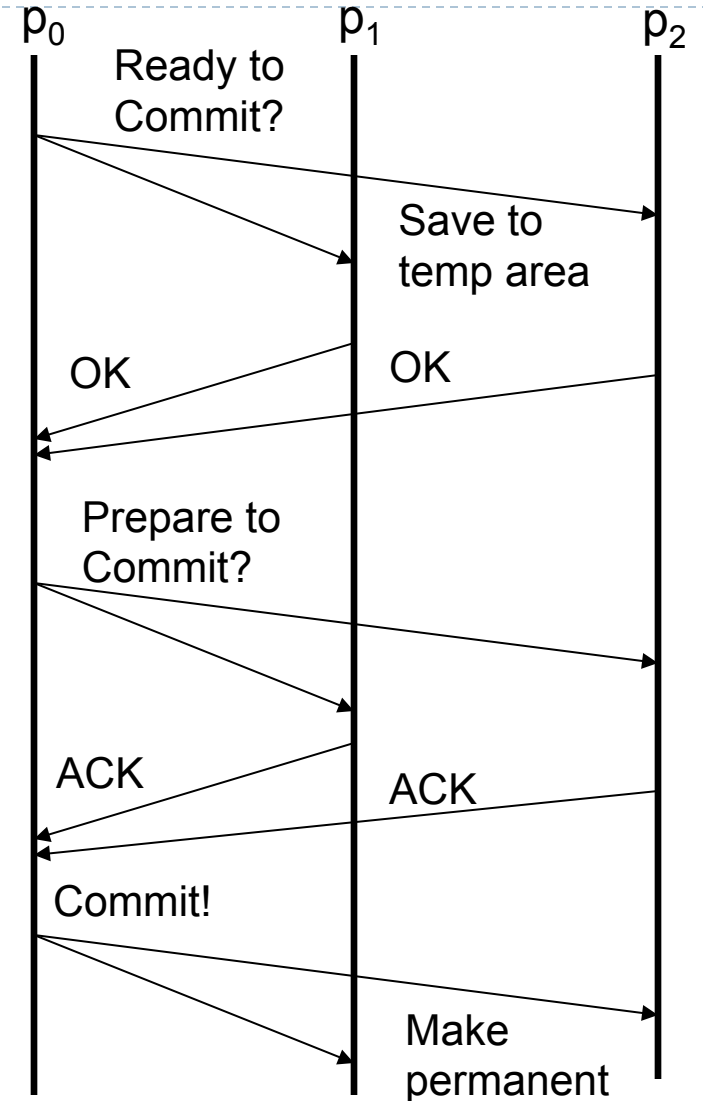 p₀
p₁
p₂
Ready to
Commit?
Save to
temp area
OK
OK
Prepare to
Commit?
ACK
ACK
Commit!
Make
permanent